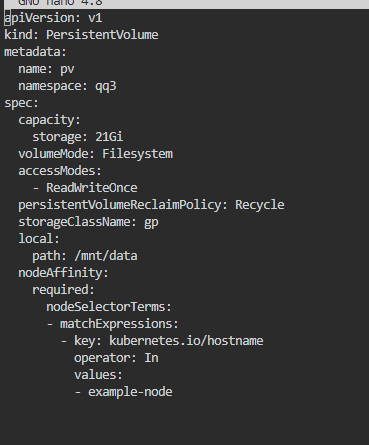 GNU nano 4.8
apiVersion: v1
kind: PersistentVolume
metadata:
  name: pv
  namespace: qq3
spec:
  capacity:
    storage: 21Gi
  volumeMode: Filesystem
  accessModes:
    - ReadWriteOnce
  persistentVolumeReclaimPolicy: Recycle
  storageClassName: gp
  local:
    path: /mnt/data
  nodeAffinity:
    required:
      nodeSelectorTerms:
      - matchExpressions:
        - key: kubernetes.io/hostname
          operator: In
          values:
          - example-node